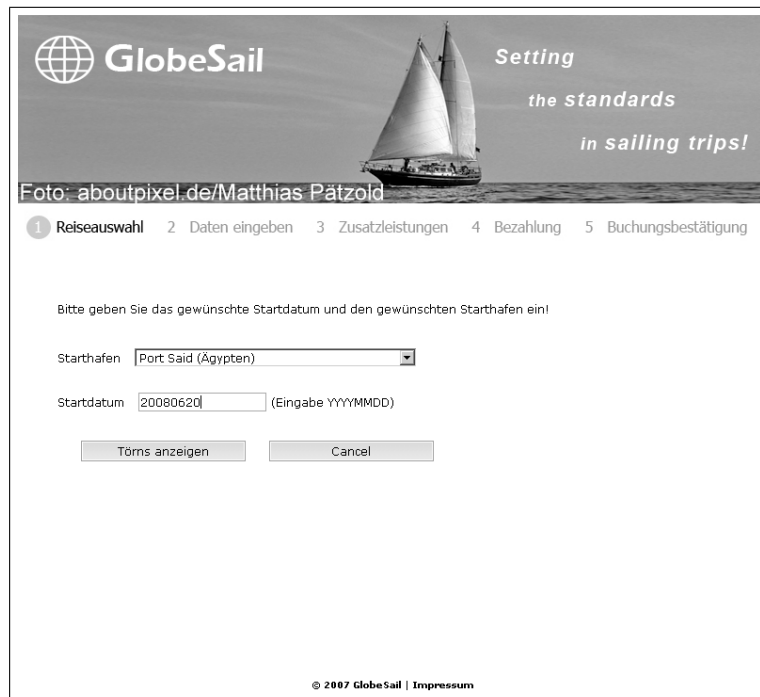 GlobeSail
Setting
the standards
in sailing trips!
Foto: aboutpixel.de/Matthias Pätzold
1 Reiseauswahl 2 Daten eingeben 3 Zusatzleistungen 4 Bezahlung 5 Buchungsbestätigung
Bitte geben Sie das gewünschte Startdatum und den gewünschten Starthafen ein!
Starthafen Port Said (Ägypten)
Startdatum 20080620 (Eingabe YYYYMMDD)
Törns anzeigen Cancel
© 2007 GlobeSail | Impressum